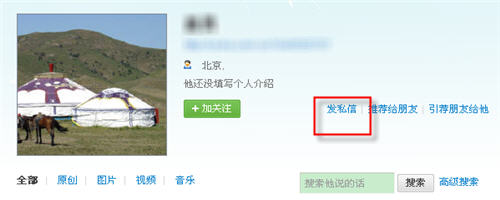 北京,
他还没填写个人介绍
+ 加关注 发私信 | 推荐给朋友 | 引荐朋友给他
全部 | 原创 | 图片 | 视频 | 音乐 搜索他说的话 搜索 高级搜索